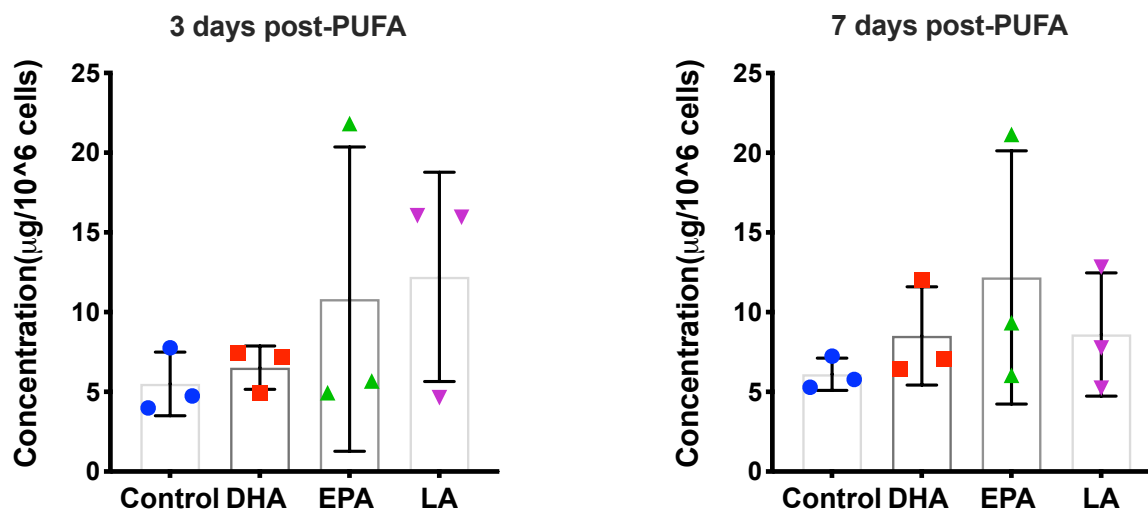 3 days post-PUFA
Concentration(μg/10^6 cells)
25
20
15
10
5
0
Control DHA EPA LA
7 days post-PUFA
Concentration(μg/10^6 cells)
25
20
15
10
5
0
Control DHA EPA LA